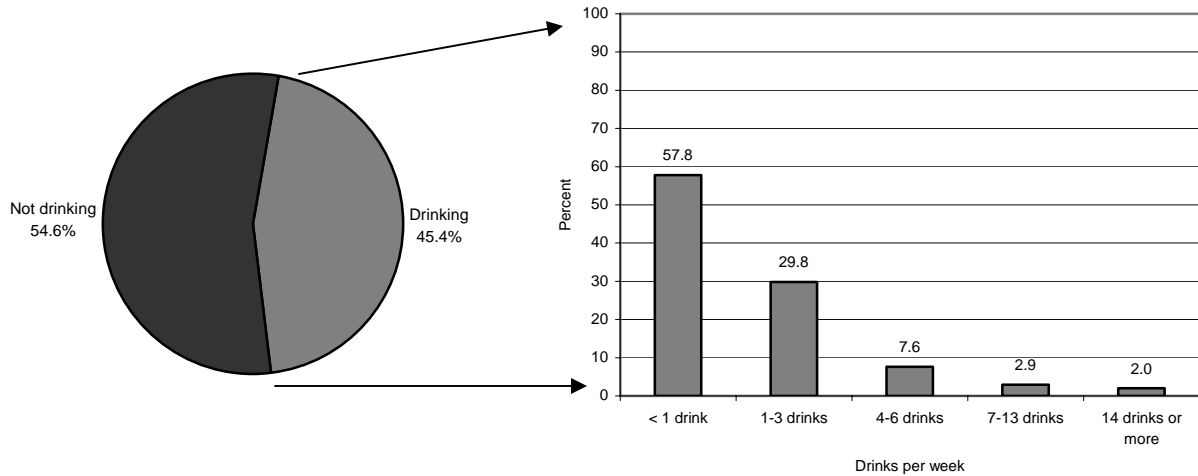 Not drinking
54.6%
Drinking
45.4%
Percent
100
90
80
70
60
50
40
30
20
10
0
57.8
29.8
7.6
2.9
2.0
< 1 drink
1-3 drinks
4-6 drinks
7-13 drinks
14 drinks or
more
Drinks per week